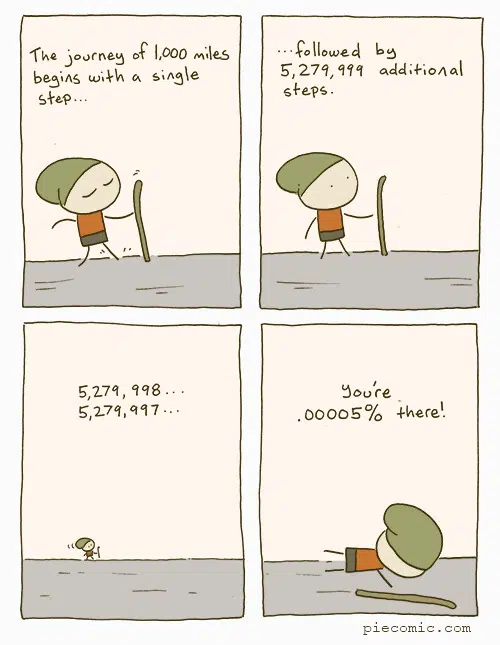 The journey of 1,000 miles
begins with a single
step...
...followed by
5,279,999 additional
steps.
5,279,998...
5,279,997...
You're
.00005% there!
piecomic.com